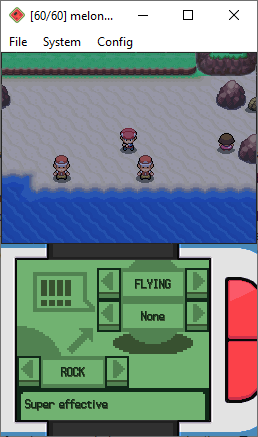 [60/60] melon...
File System Config
FLYING
None
ROCK
Super effective